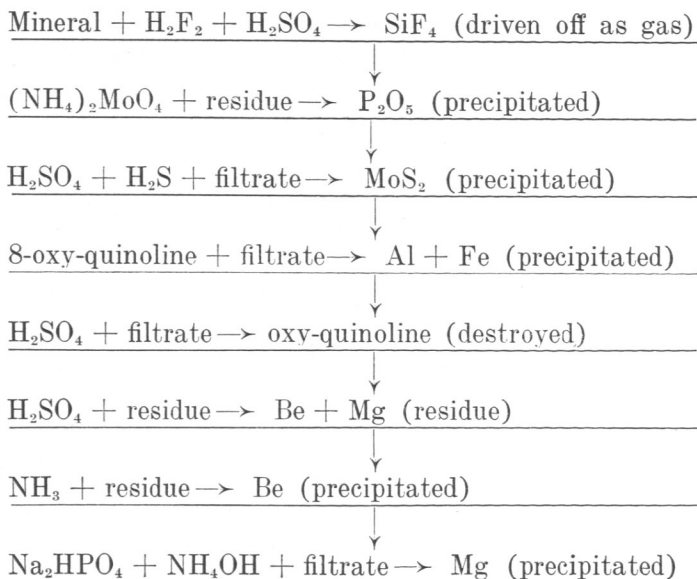 Mineral + H₂F₂ + H₂SO₄ → SiF₄ (driven off as gas)
(NH₄)₂MoO₄ + residue → P₂O₅ (precipitated)
H₂SO₄ + H₂S + filtrate → MoS₂ (precipitated)
8-oxy-quinoline + filtrate → Al + Fe (precipitated)
H₂SO₄ + filtrate → oxy-quinoline (destroyed)
H₂SO₄ + residue → Be + Mg (residue)
NH₃ + residue → Be (precipitated)
Na₂HPO₄ + NH₄OH + filtrate → Mg (precipitated)